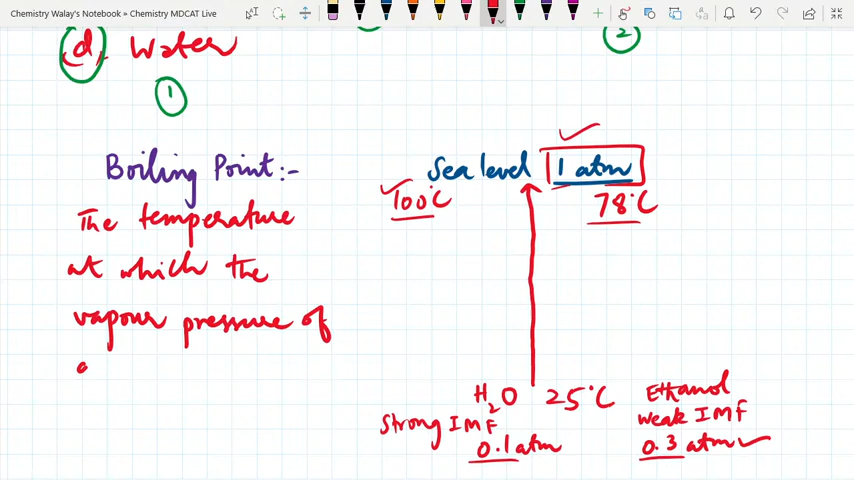 Chemistry Walay's Notebook » Chemistry MDCAT Live
d, Water
1
2
Boiling Point:-
The temperature
at which the
vapour pressure of
Sea level 1 atm
100°C 78°C
H2O 25°C Ethanol
Strong IMF weak IMF
0.1 atm 0.3 atm